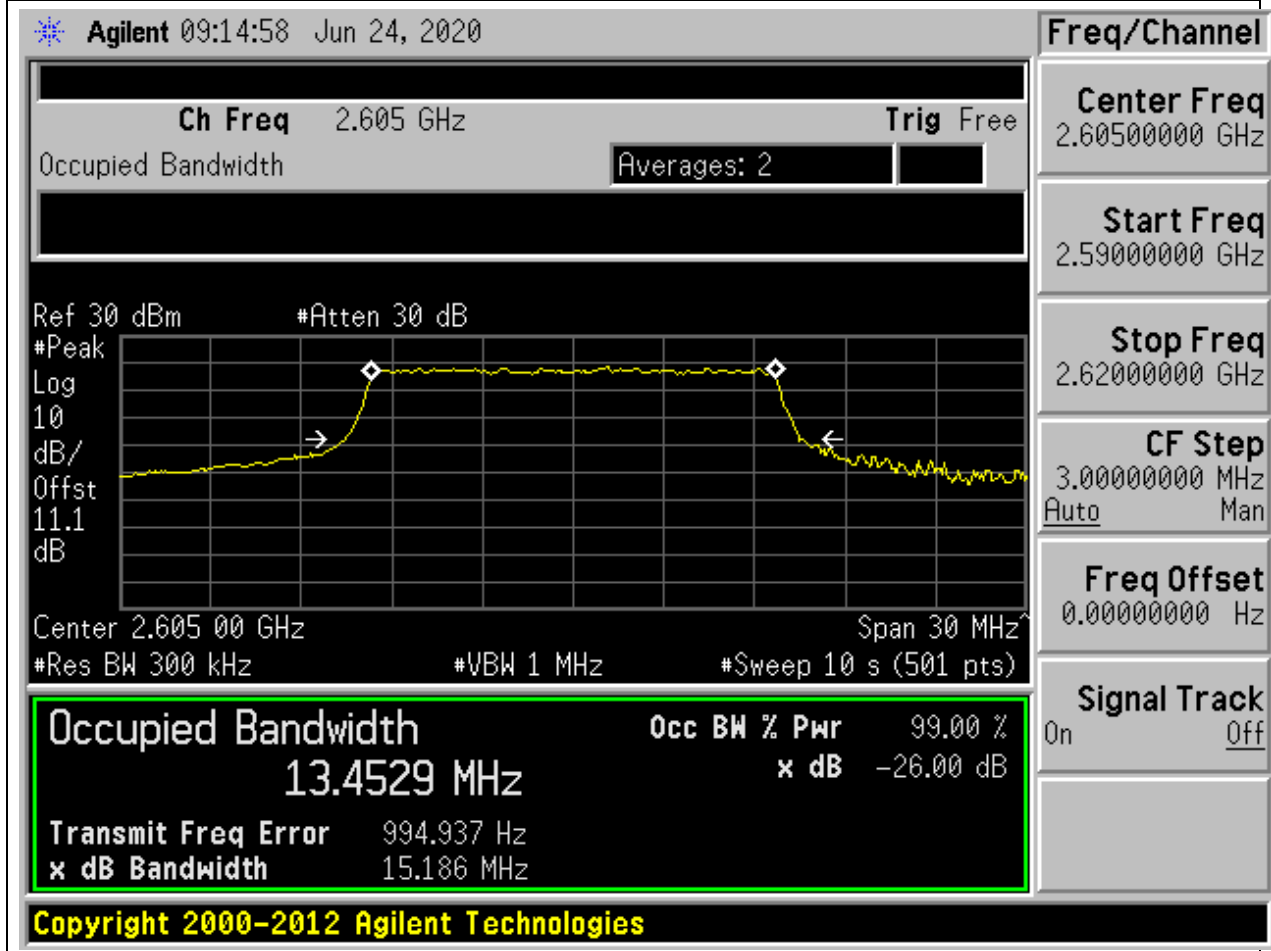 Agilent 09:14:58 Jun 24, 2020
Ch Freq 2.605 GHz Trig Free
Occupied Bandwidth Averages: 2
Ref 30 dBm #Atten 30 dB
#Peak
Log
10
dB/
Offst
11.1
dB
Center 2.605 00 GHz Span 30 MHz^
#Res BW 300 kHz #VBW 1 MHz #Sweep 10 s (501 pts)
Occupied Bandwidth
13.4529 MHz
Occ BW % Pwr 99.00 %
x dB -26.00 dB
Transmit Freq Error 994.937 Hz
x dB Bandwidth 15.186 MHz
Copyright 2000-2012 Agilent Technologies
Freq/Channel
Center Freq
2.60500000 GHz
Start Freq
2.59000000 GHz
Stop Freq
2.62000000 GHz
CF Step
3.00000000 MHz
Auto Man
Freq Offset
0.00000000 Hz
Signal Track
On Off